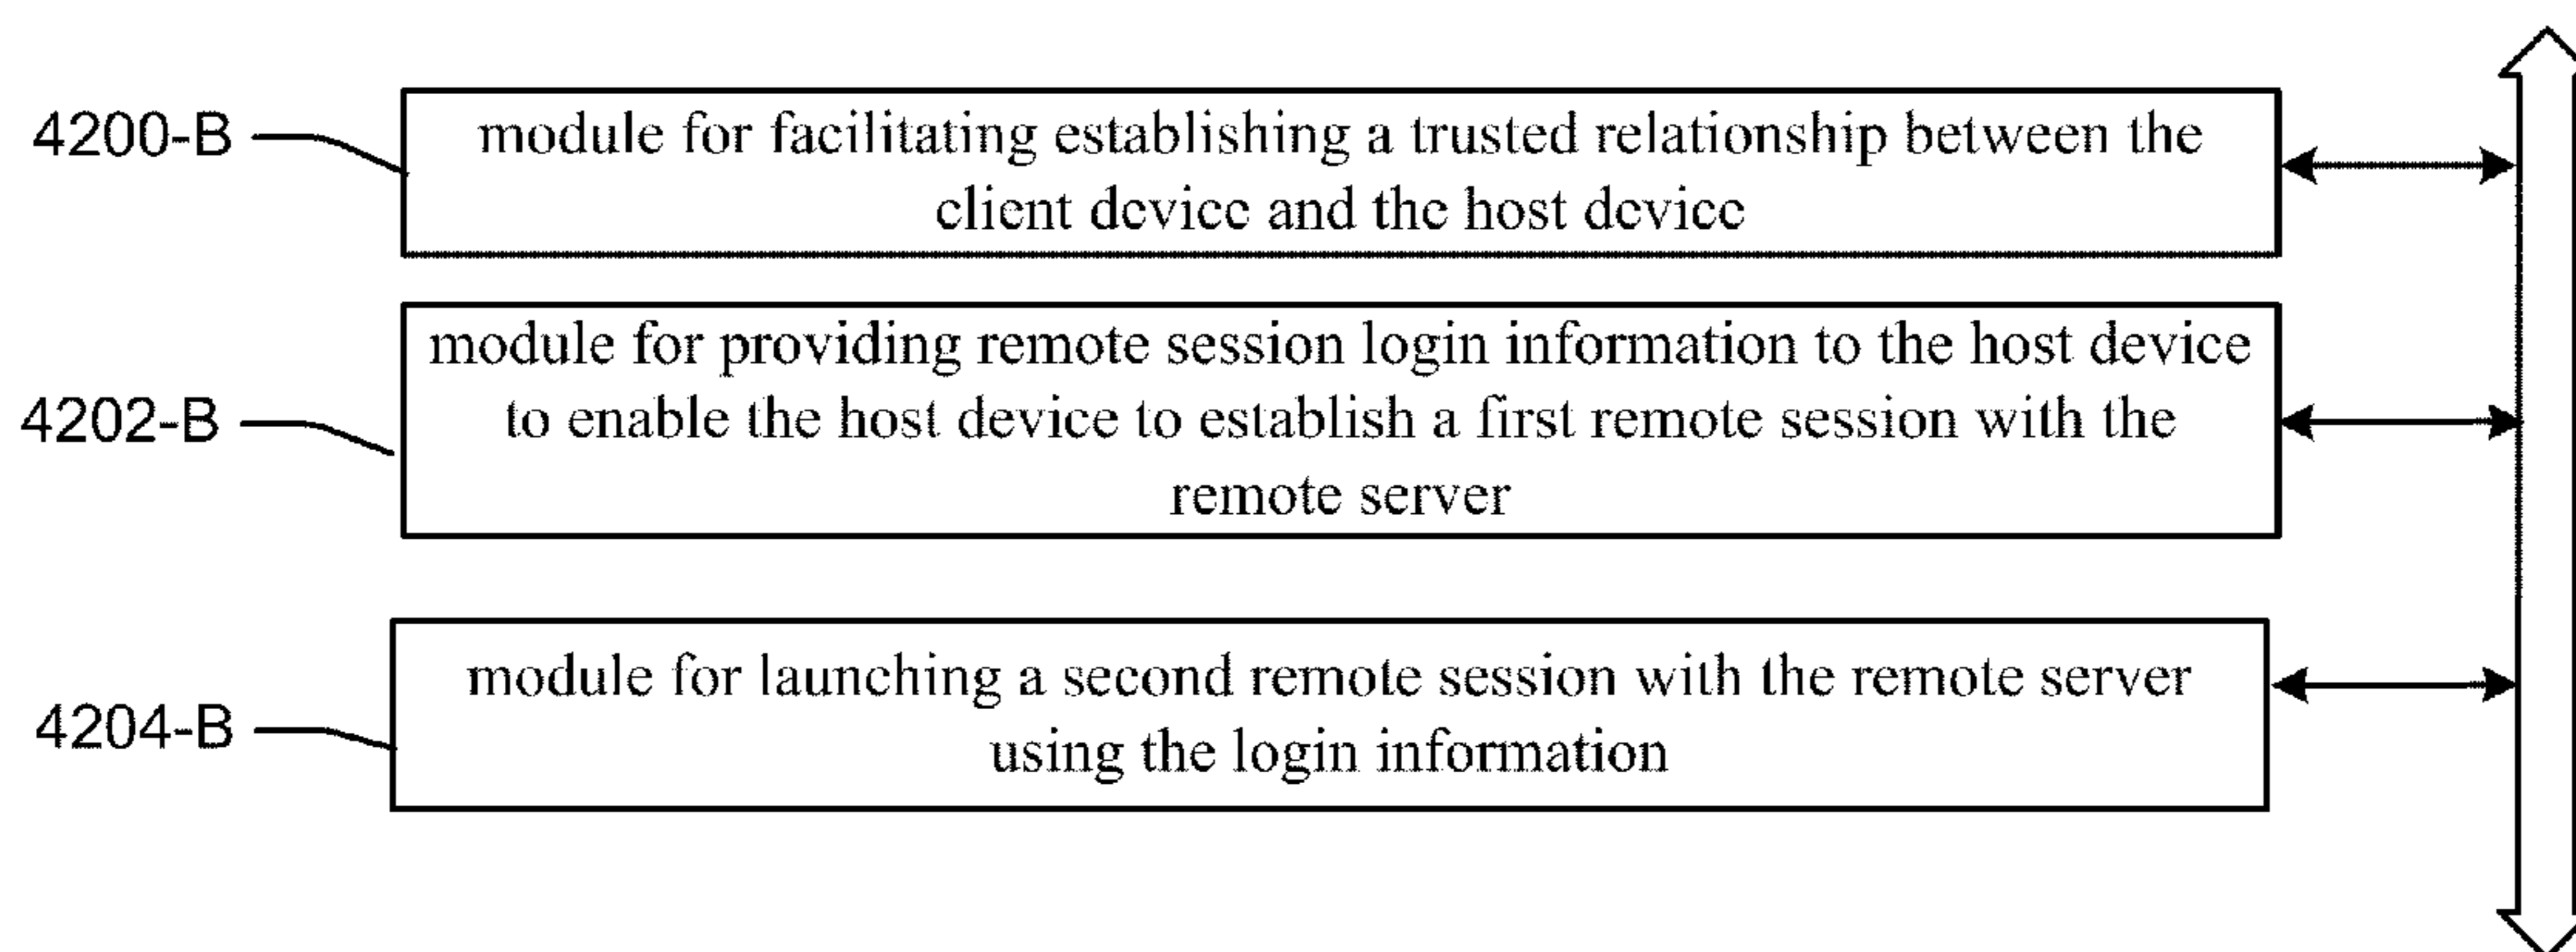 4200-B
module for facilitating establishing a trusted relationship between the
client device and the host device
4202-B
module for providing remote session login information to the host device
to enable the host device to establish a first remote session with the
remote server
4204-B
module for launching a second remote session with the remote server
using the login information